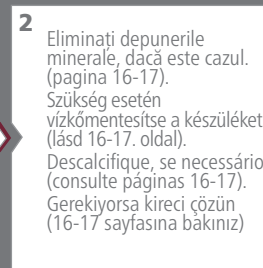 2
Eliminați depunerile
minerale, dacă este cazul.
(pagina 16-17).
Szükség esetén
vízkőmentesítse a készüléket
(lásd 16-17. oldal).
Descalcifique, se necessário
(consulte páginas 16-17).
Gerekiyorsa kireci çözün
(16-17 sayfasına bakınız)